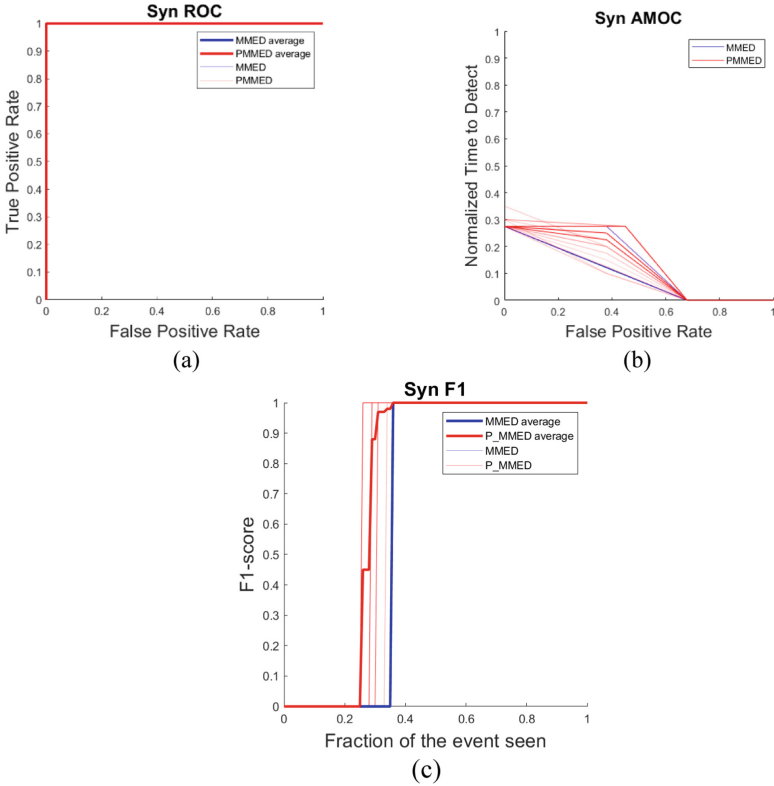 Syn ROC
1
0.9
0.8
0.7
0.6
0.5
0.4
0.3
0.2
0.1
0
True Positive Rate
MMED average
PMMED average
MMED
PMMED
0 0.2 0.4 0.6 0.8 1
False Positive Rate
(a)
Syn AMOC
1
0.9
0.8
0.7
0.6
0.5
0.4
0.3
0.2
0.1
0
Normalized Time to Detect
MMED
PMMED
0 0.2 0.4 0.6 0.8 1
False Positive Rate
(b)
Syn F1
1
0.9
0.8
0.7
0.6
0.5
0.4
0.3
0.2
0.1
0
F1-score
MMED average
P_MMED average
MMED
P_MMED
0 0.2 0.4 0.6 0.8 1
Fraction of the event seen
(c)